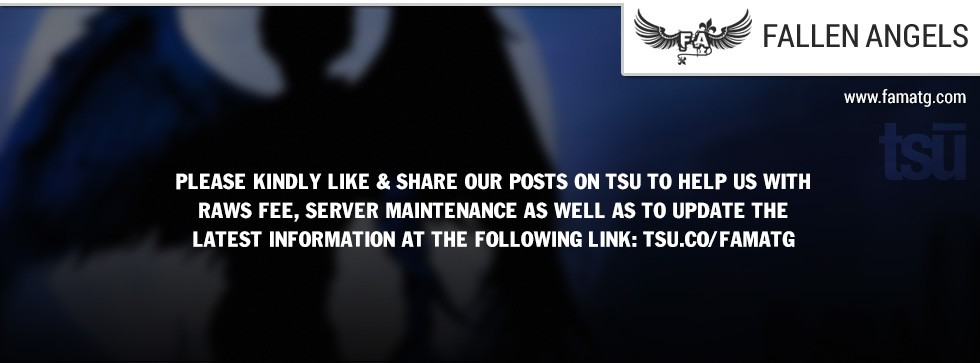 FA
FALLEN ANGELS
www.famatg.com
tsū
PLEASE KINDLY LIKE & SHARE OUR POSTS ON TSU TO HELP US WITH
RAWS FEE, SERVER MAINTENANCE AS WELL AS TO UPDATE THE
LATEST INFORMATION AT THE FOLLOWING LINK: TSU.CO/FAMATG